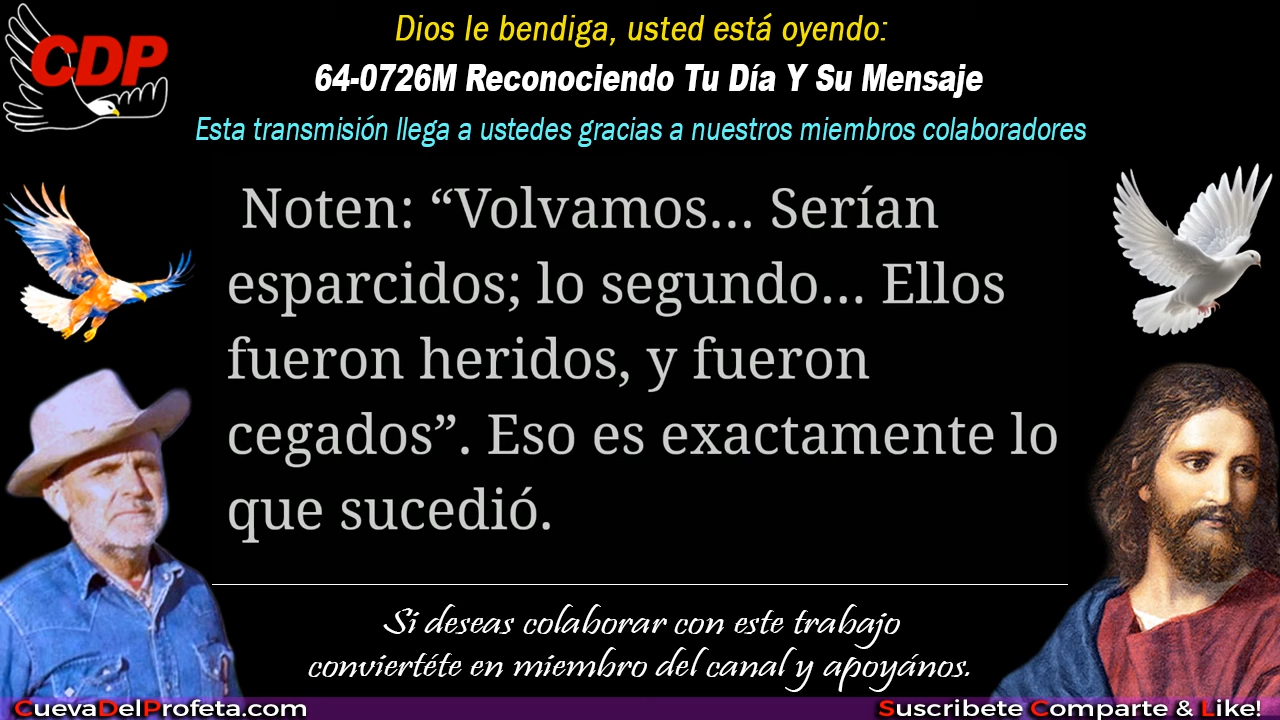 CDP
Dios le bendiga, usted está oyendo:
64-0726M Reconociendo Tu Día Y Su Mensaje
Esta transmisión llega a ustedes gracias a nuestros miembros colaboradores
Noten: “Volvamos... Serían
esparcidos; lo segundo... Ellos
fueron heridos, y fueron
cegados”. Eso es exactamente lo
que sucedió.
Si deseas colaborar con este trabajo
conviertéte en miembro del canal y apoyános.
CuevaDelProfeta.com
Suscribete Comparte & Like!